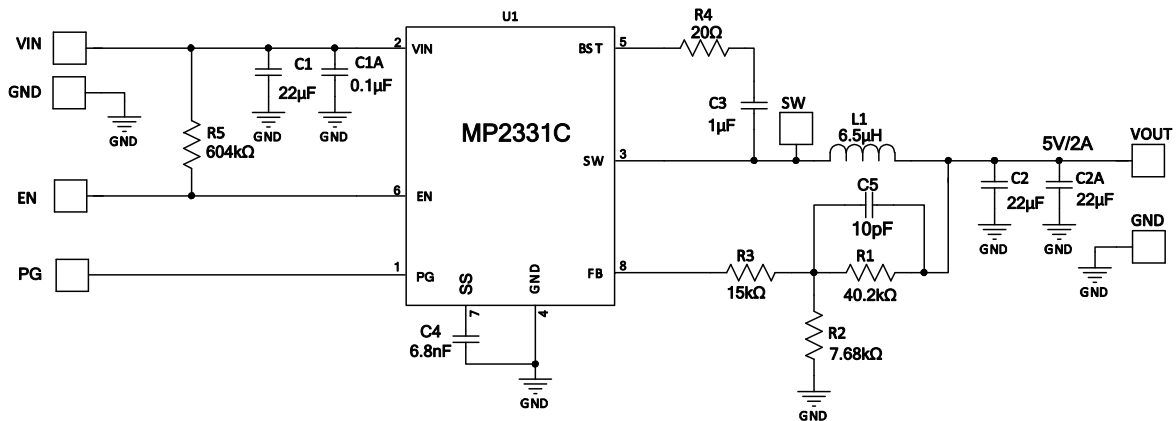 U1
VIN
2
VIN
GND
GND
C1
22µF
GND
C1A
0.1µF
GND
R5
604kΩ
MP2331C
BST
5
R4
20Ω
C3
1µF
SW
SW
3
L1
6.5µH
5V/2A
VOUT
C2
22µF
GND
C2A
22µF
GND
GND
GND
EN
6
EN
C5
10pF
PG
1
PG
SS
GND
FB
8
R3
15kΩ
R1
40.2kΩ
7
4
C4
6.8nF
GND
R2
7.68kΩ
GND